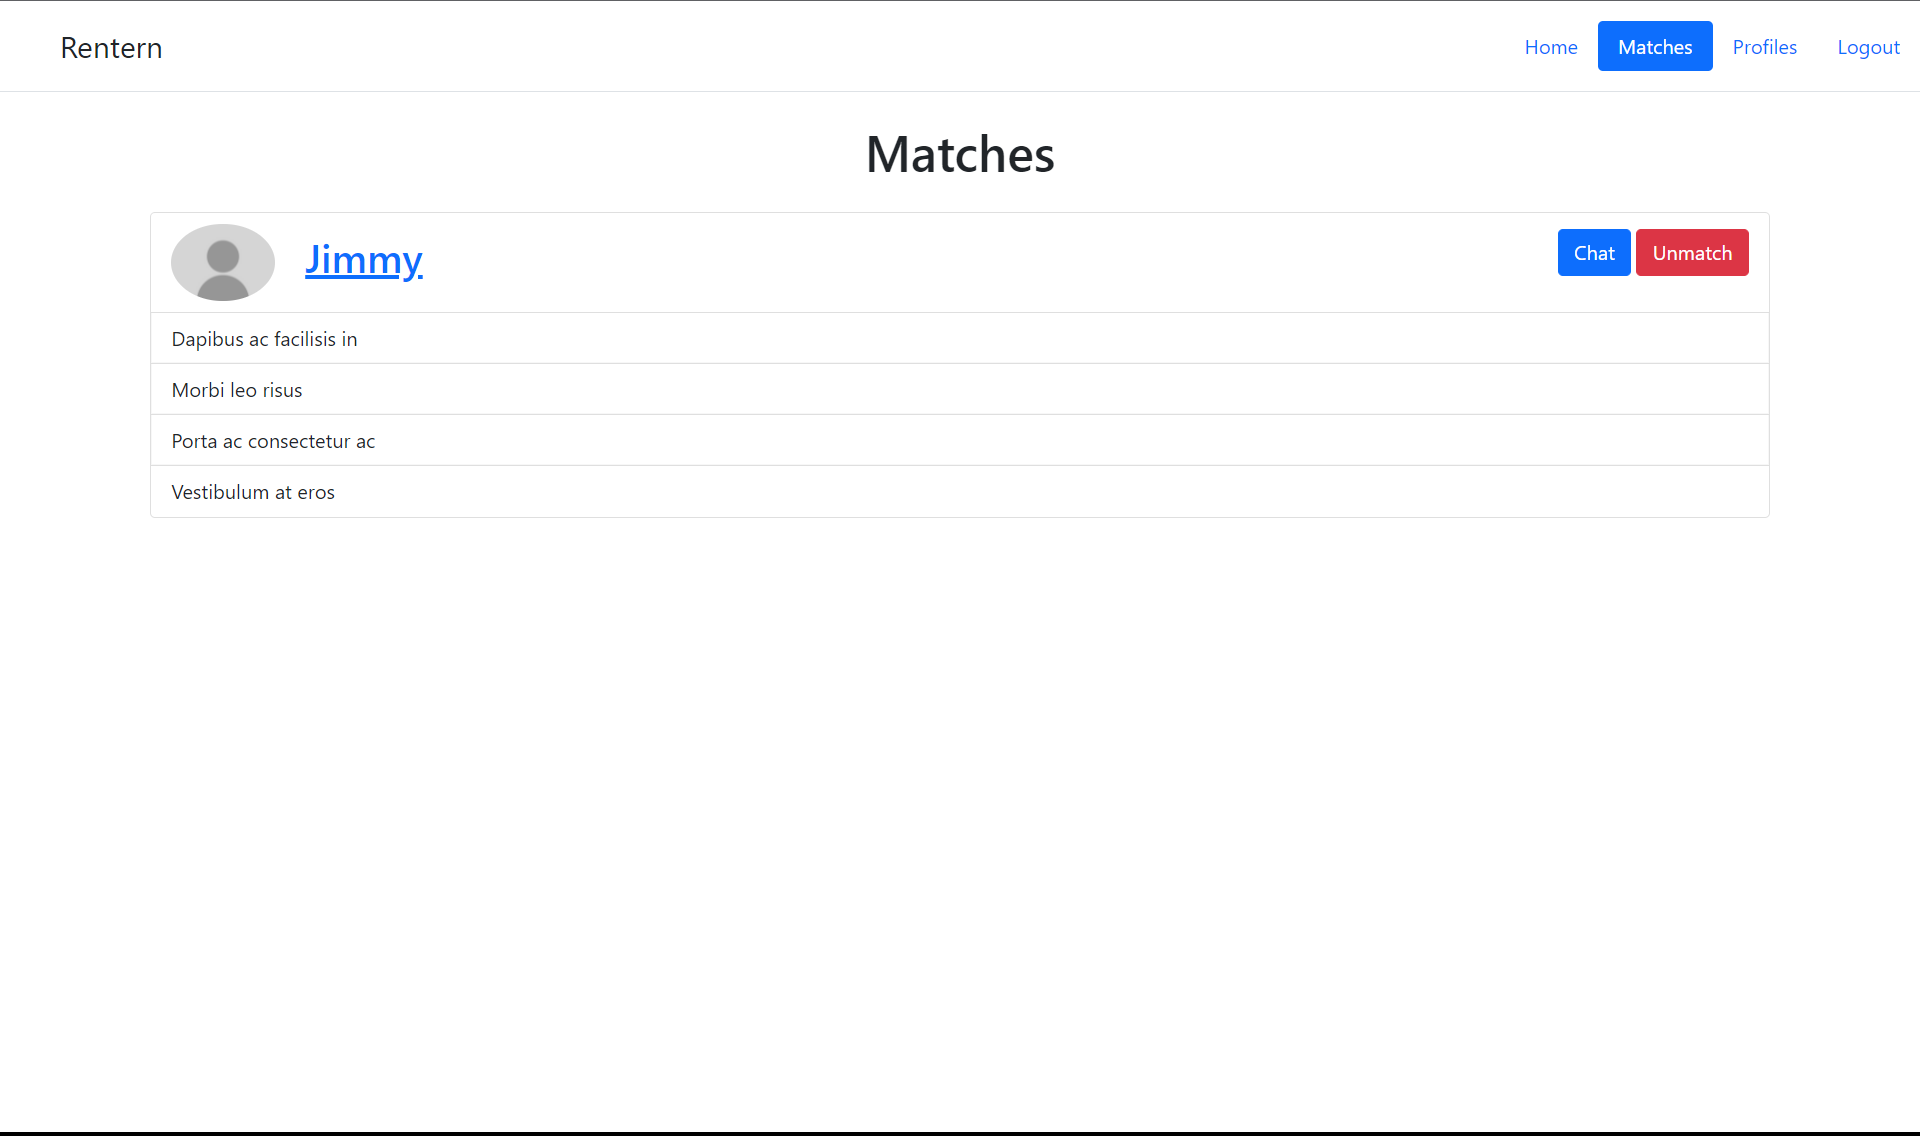 Rentern
Home Matches Profiles Logout
Matches
Jimmy
Chat Unmatch
Dapibus ac facilisis in
Morbi leo risus
Porta ac consectetur ac
Vestibulum at eros